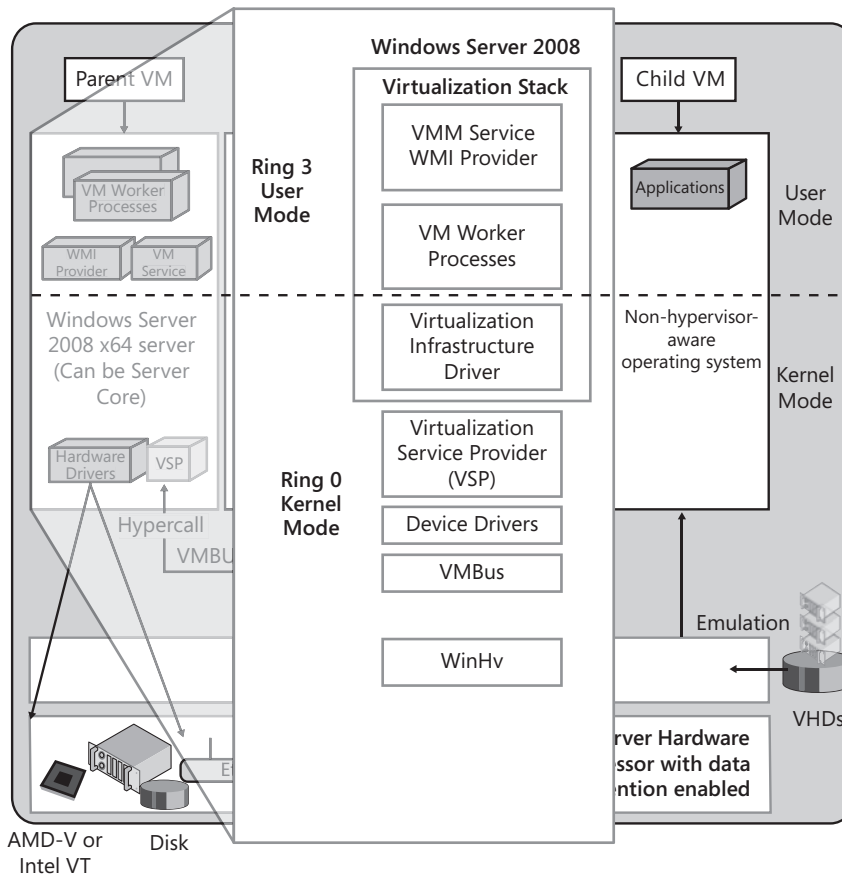 Windows Server 2008
Parent VM
Virtualization Stack
Child VM
VMM Service
WMI Provider
Ring 3
User
Mode
VM Worker
Processes
Applications
User
Mode
VM Worker
Processes
WMI
Provider
VM
Service
Windows Server
2008 x64 server
(Can be Server
Core)
Virtualization
Infrastructure
Driver
Non-hypervisor-
aware
operating system
Kernel
Mode
Virtualization
Service Provider
(VSP)
Hardware
Drivers
VSP
Ring 0
Kernel
Mode
Device Drivers
Hypercall
VMBus
VMBU
Emulation
WinHv
VHDs
rver Hardware
essor with data
ention enabled
AMD-V or
Intel VT
Disk